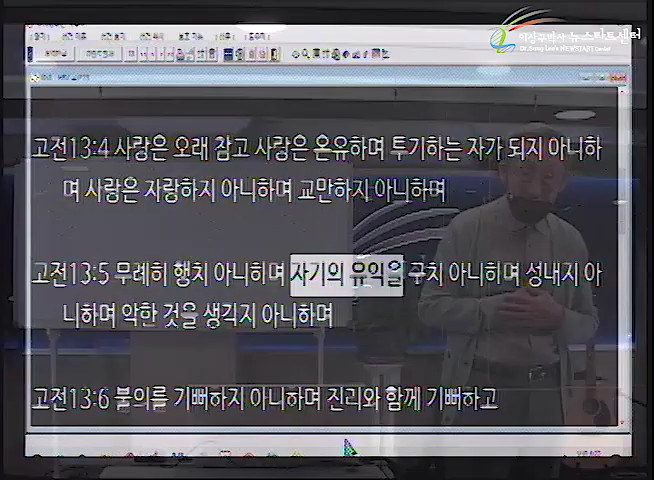 이상구박사 뉴스타트센터
Dr.Sang Lee's NEWSTART Center
고전13:4 사랑은 오래 참고 사랑은 온유하며 투기하는 자가 되지 아니하
며 사랑은 자랑하지 아니하며 교만하지 아니하며
고전13:5 무례히 행치 아니하며 자기의 유익을 구치 아니하며 성내지 아
니하며 악한 것을 생각지 아니하며
고전13:6 불의를 기뻐하지 아니하며 진리와 함께 기뻐하고